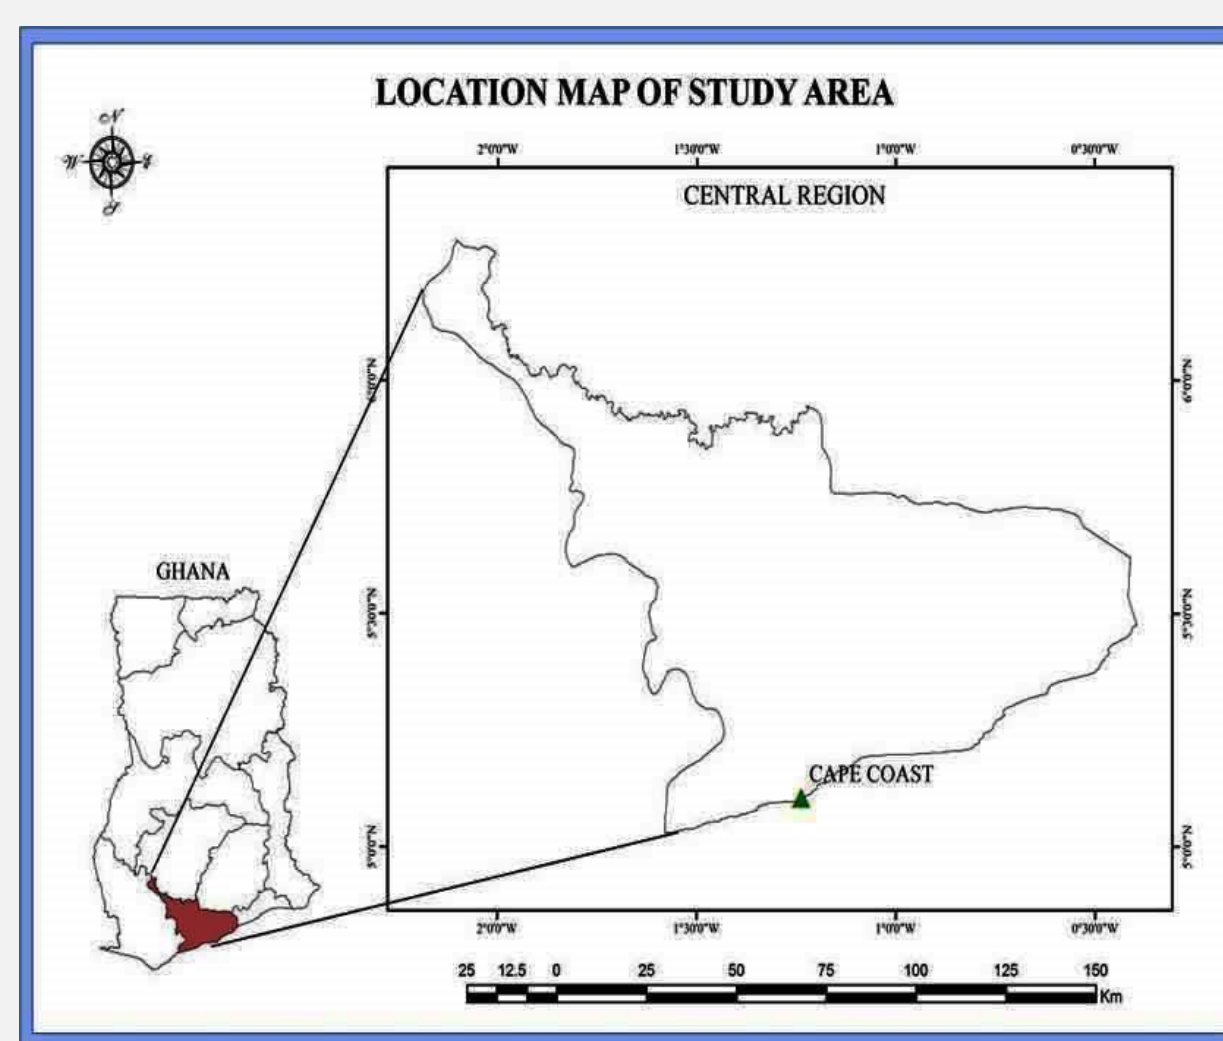 LOCATION MAP OF STUDY AREA
N
W E
S
2°0'0"W 1°30'0"W 1°0'0"W 0°30'0"W
CENTRAL REGION
6°0'0"N
GHANA
5°30'0"N 5°30'0"N
CAPE COAST
5°0'0"N 5°0'0"N
2°0'0"W 1°30'0"W 1°0'0"W 0°30'0"W
25 12.5 0 25 50 75 100 125 150
Km